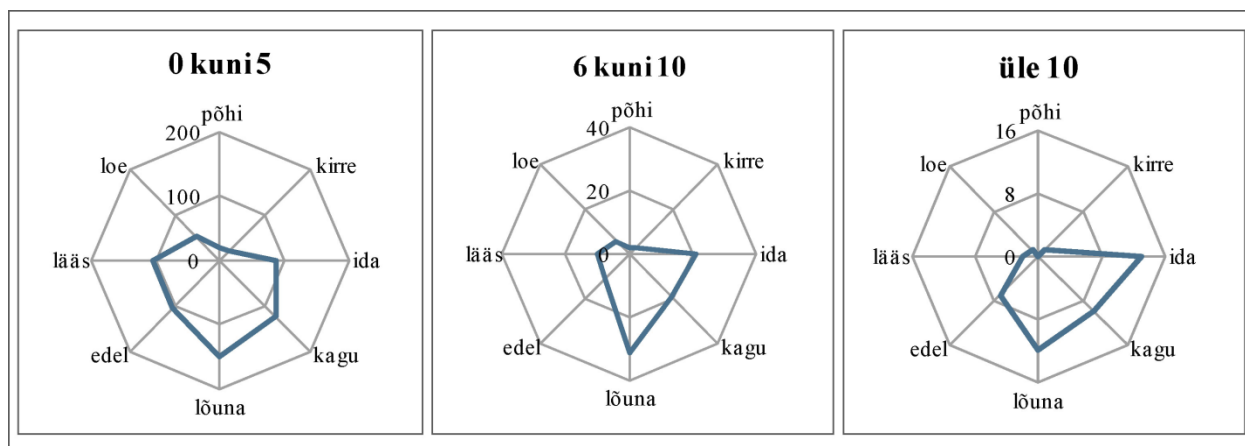 0 kuni 5
põhi
200
loe
kirre
100
lääs
0
ida
edel
kagu
lõuna
6 kuni 10
põhi
40
loe
kirre
20
lääs
0
ida
edel
kagu
lõuna
üle 10
põhi
16
loe
kirre
8
lääs
0
ida
edel
kagu
lõuna